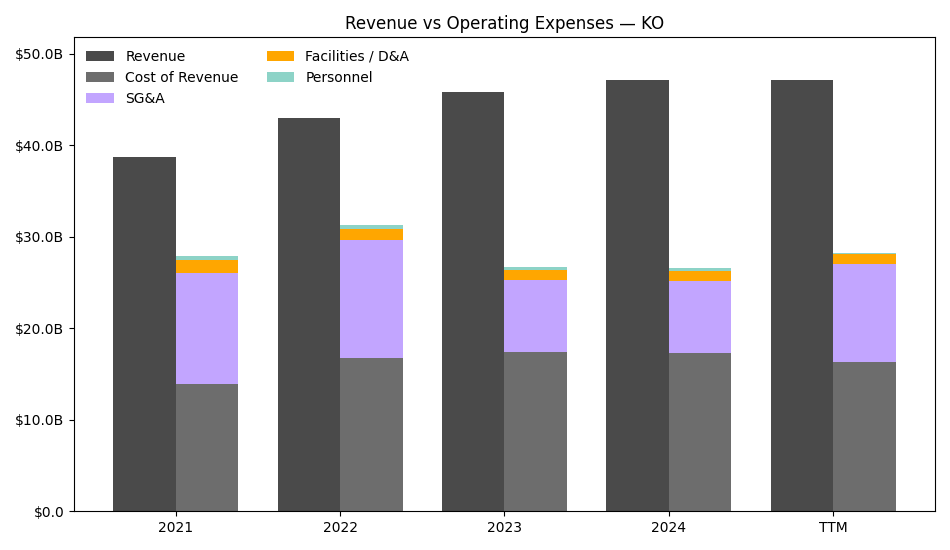 Revenue vs Operating Expenses — KO
Revenue
Cost of Revenue
SG&A
Facilities / D&A
Personnel
$50.0B
$40.0B
$30.0B
$20.0B
$10.0B
$0.0
2021 2022 2023 2024 TTM